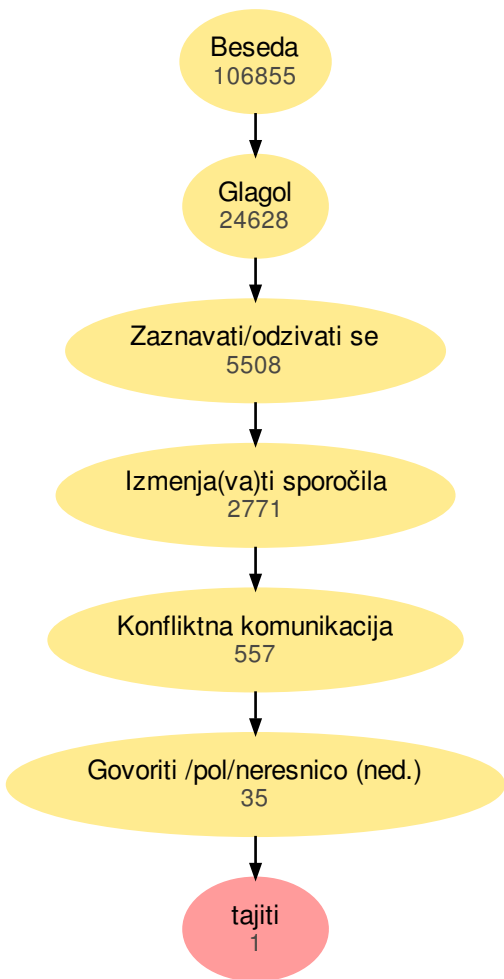 Beseda
106855
Glagol
24628
Zaznavati/odzivati se
5508
Izmenja(va)ti sporočila
2771
Konfliktna komunikacija
557
Govoriti /pol/neresnico (ned.)
35
tajiti
1